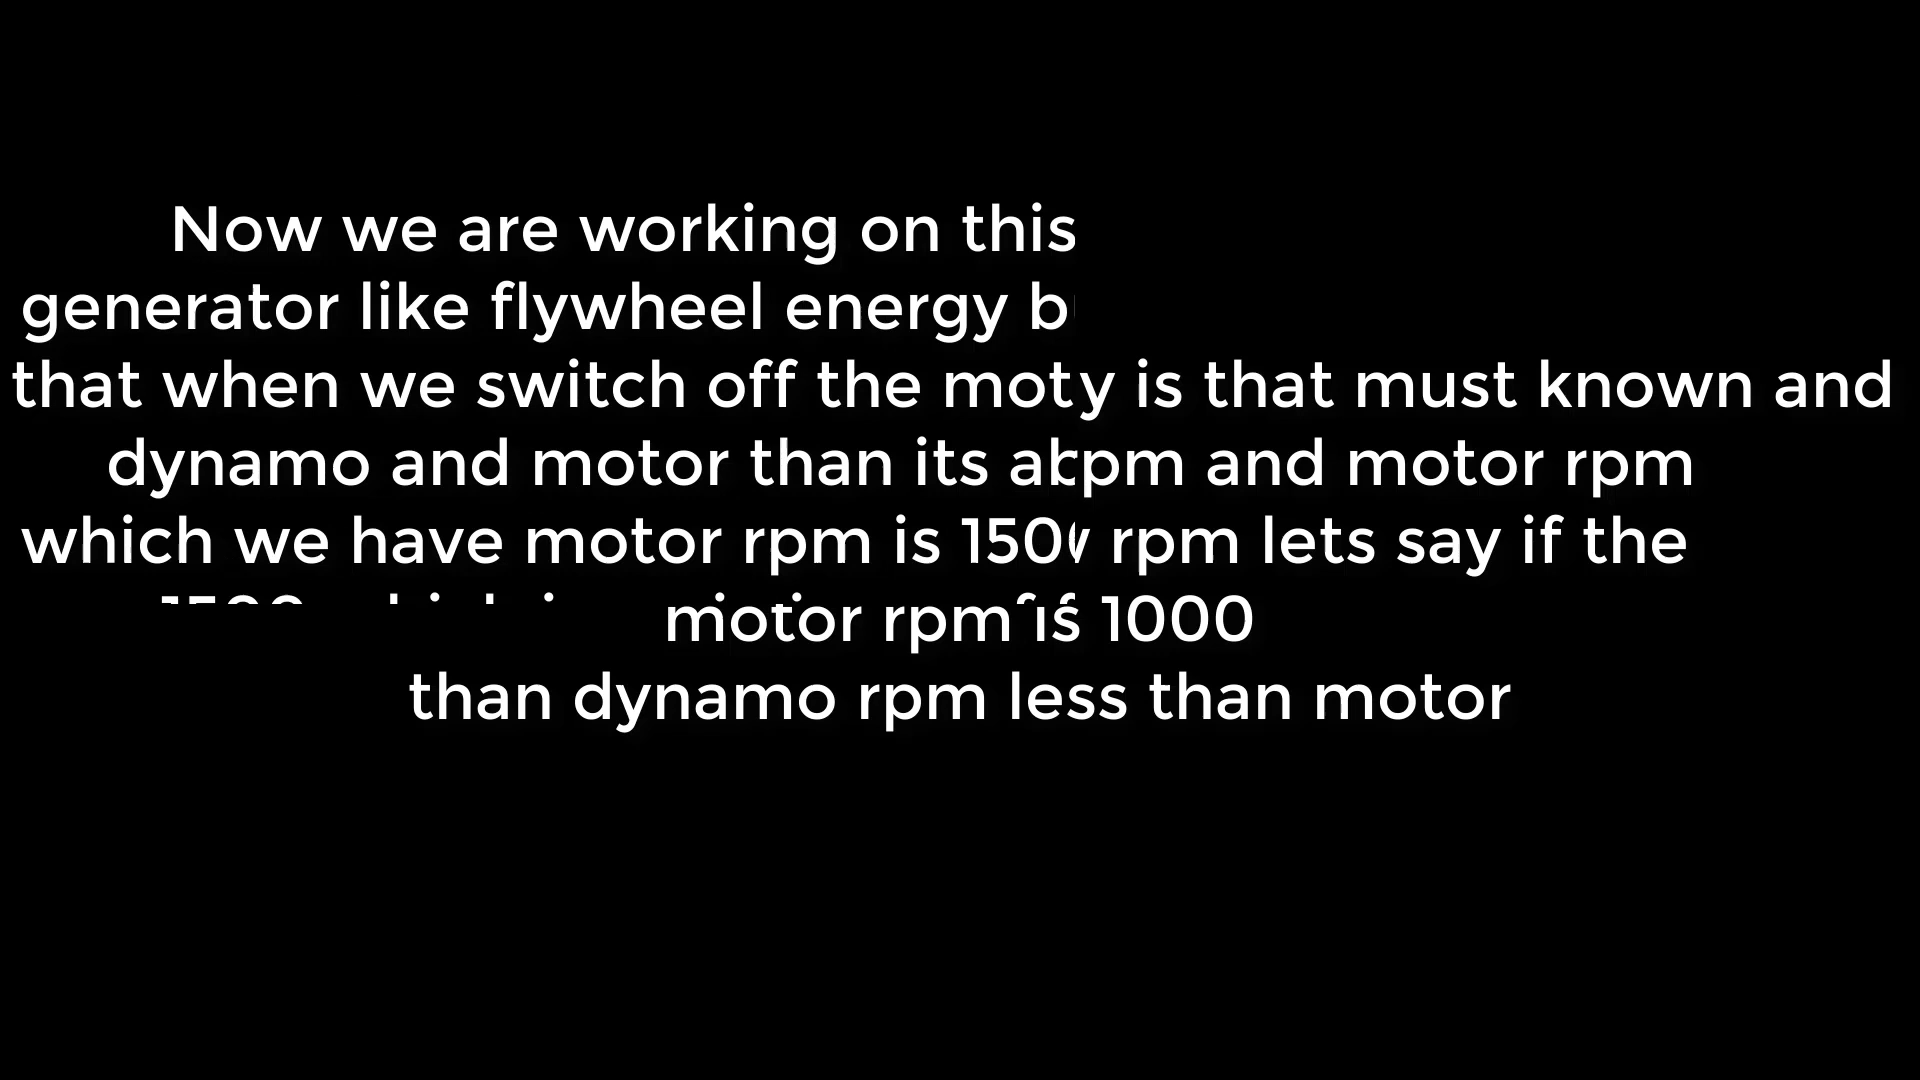 Now we are working on this
generator like flywheel energy
that when we switch off the is that must known and
dynamo and motor than its and motor rpm
which we have motor rpm is rpm lets say if the
motor rpm is 1000
than dynamo rpm less than motor